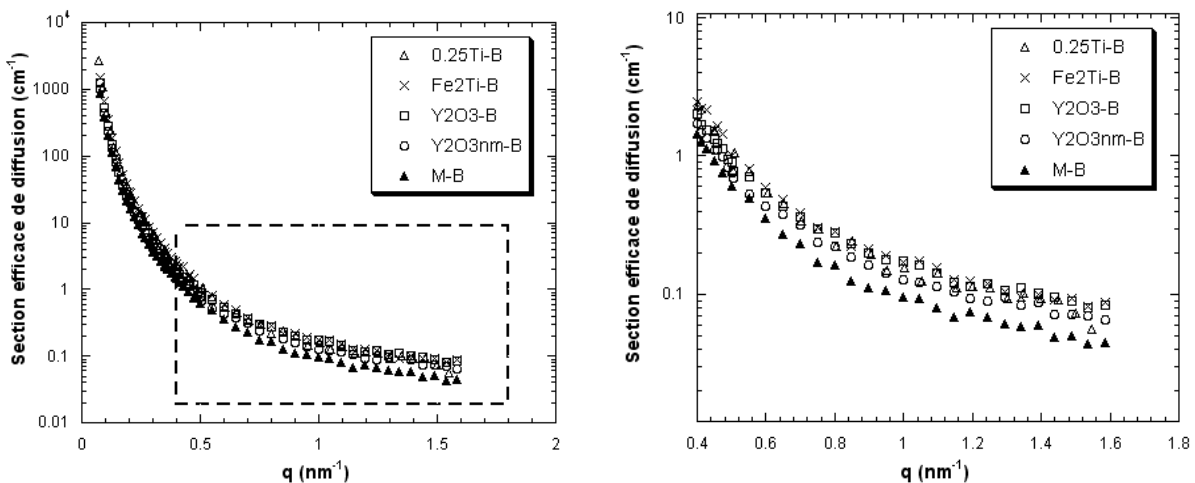 Section efficace de diffusion (cm⁻¹)
10⁴
1000
100
10
1
0.1
0.01
0
0.5
1
1.5
2
q (nm⁻¹)
0.25Ti-B
Fe2Ti-B
Y2O3-B
Y2O3nm-B
M-B
Section efficace de diffusion (cm⁻¹)
10
1
0.1
0.4
0.6
0.8
1
1.2
1.4
1.6
1.8
q (nm⁻¹)
0.25Ti-B
Fe2Ti-B
Y2O3-B
Y2O3nm-B
M-B